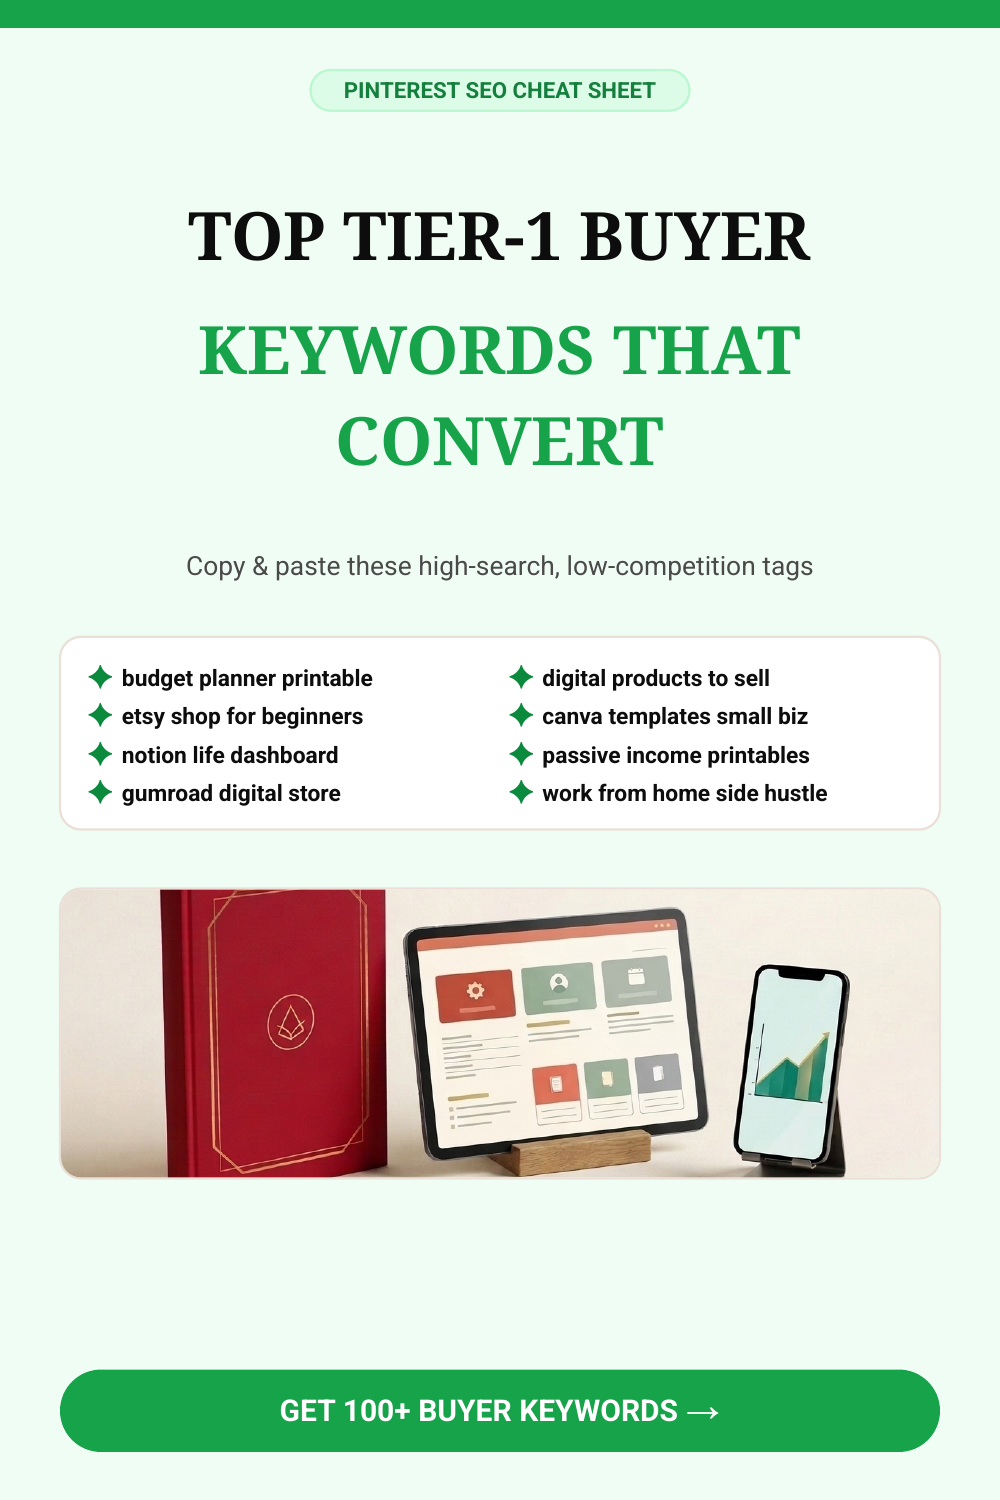 PINTEREST SEO CHEAT SHEET
TOP TIER-1 BUYER
KEYWORDS THAT
CONVERT
Copy & paste these high-search, low-competition tags
✦ budget planner printable
✦ etsy shop for beginners
✦ notion life dashboard
✦ gumroad digital store
✦ digital products to sell
✦ canva templates small biz
✦ passive income printables
✦ work from home side hustle
GET 100+ BUYER KEYWORDS →